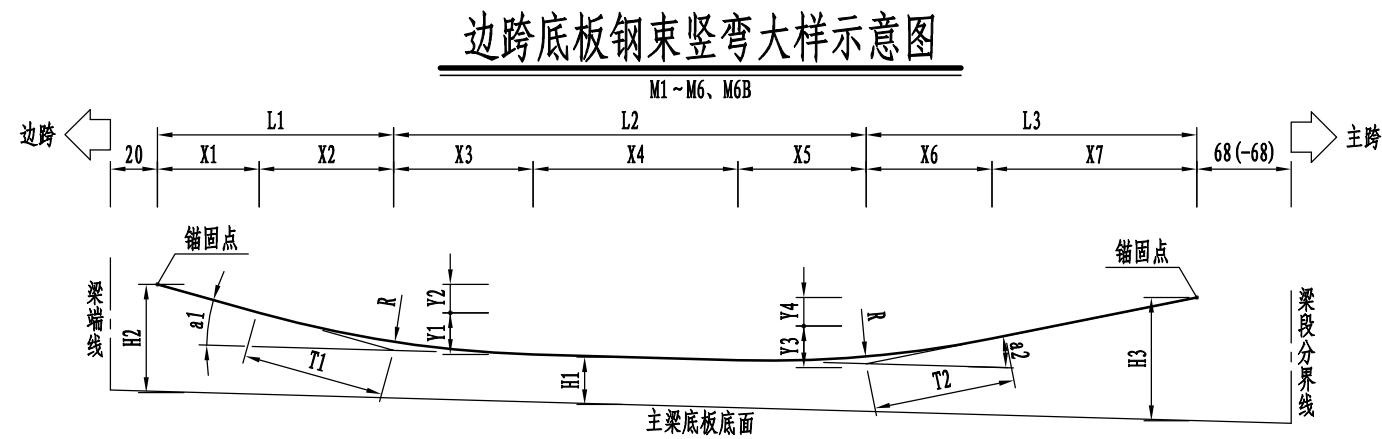 边跨底板钢束竖弯大样示意图
M1～M6、M6B
L1 L2 L3
边跨 主跨
20 X1 X2 X3 X4 X5 X6 X7 68(-68)
锚固点 锚固点
梁端线
H2
a1
T1
R
Y2
Y1
H1
Y4
Y3
R
T2
a2
H3
梁段分界线
主梁底板底面